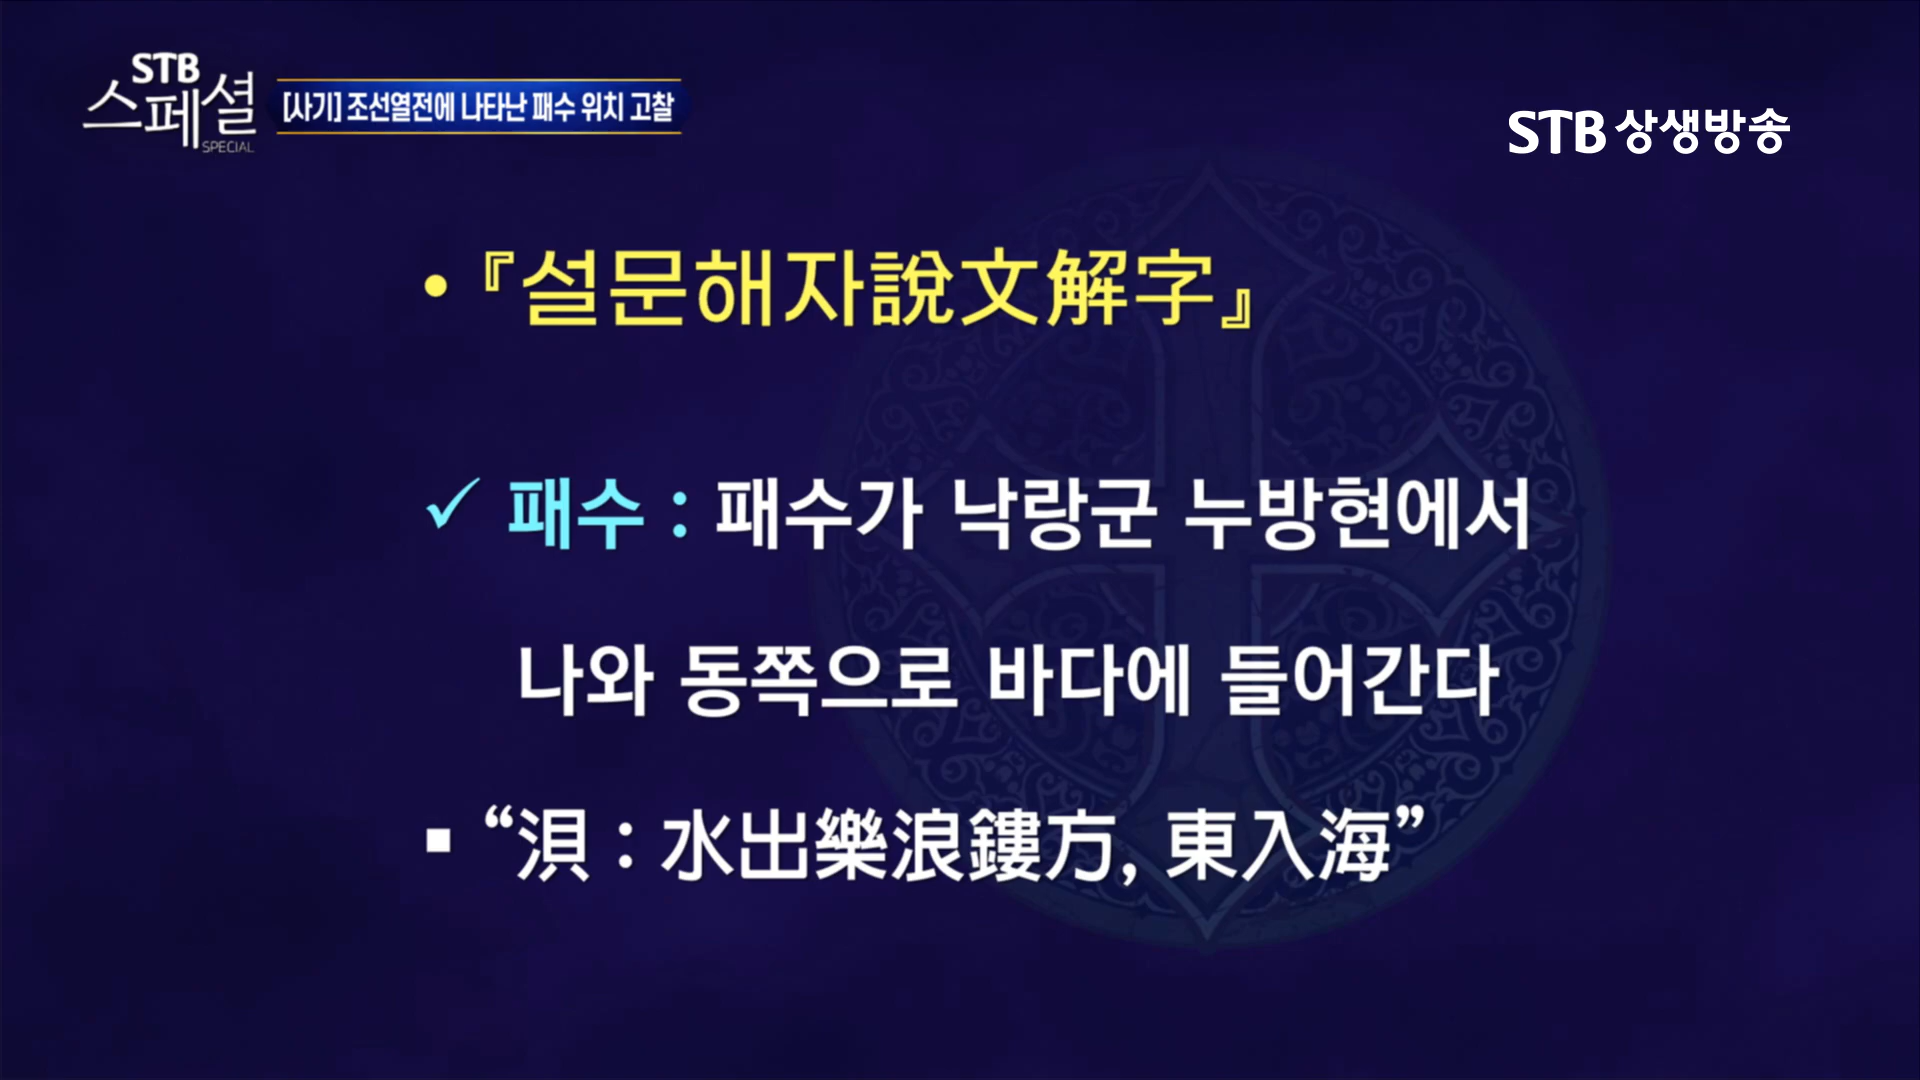 STB
스페셜
SPECIAL
[사기] 조선열전에 나타난 패수 위치 고찰
STB 상생방송
• 『설문해자說文解字』
✓ 패수 : 패수가 낙랑군 누방현에서
나와 동쪽으로 바다에 들어간다
▪ “浿 : 水出樂浪鏤方, 東入海”